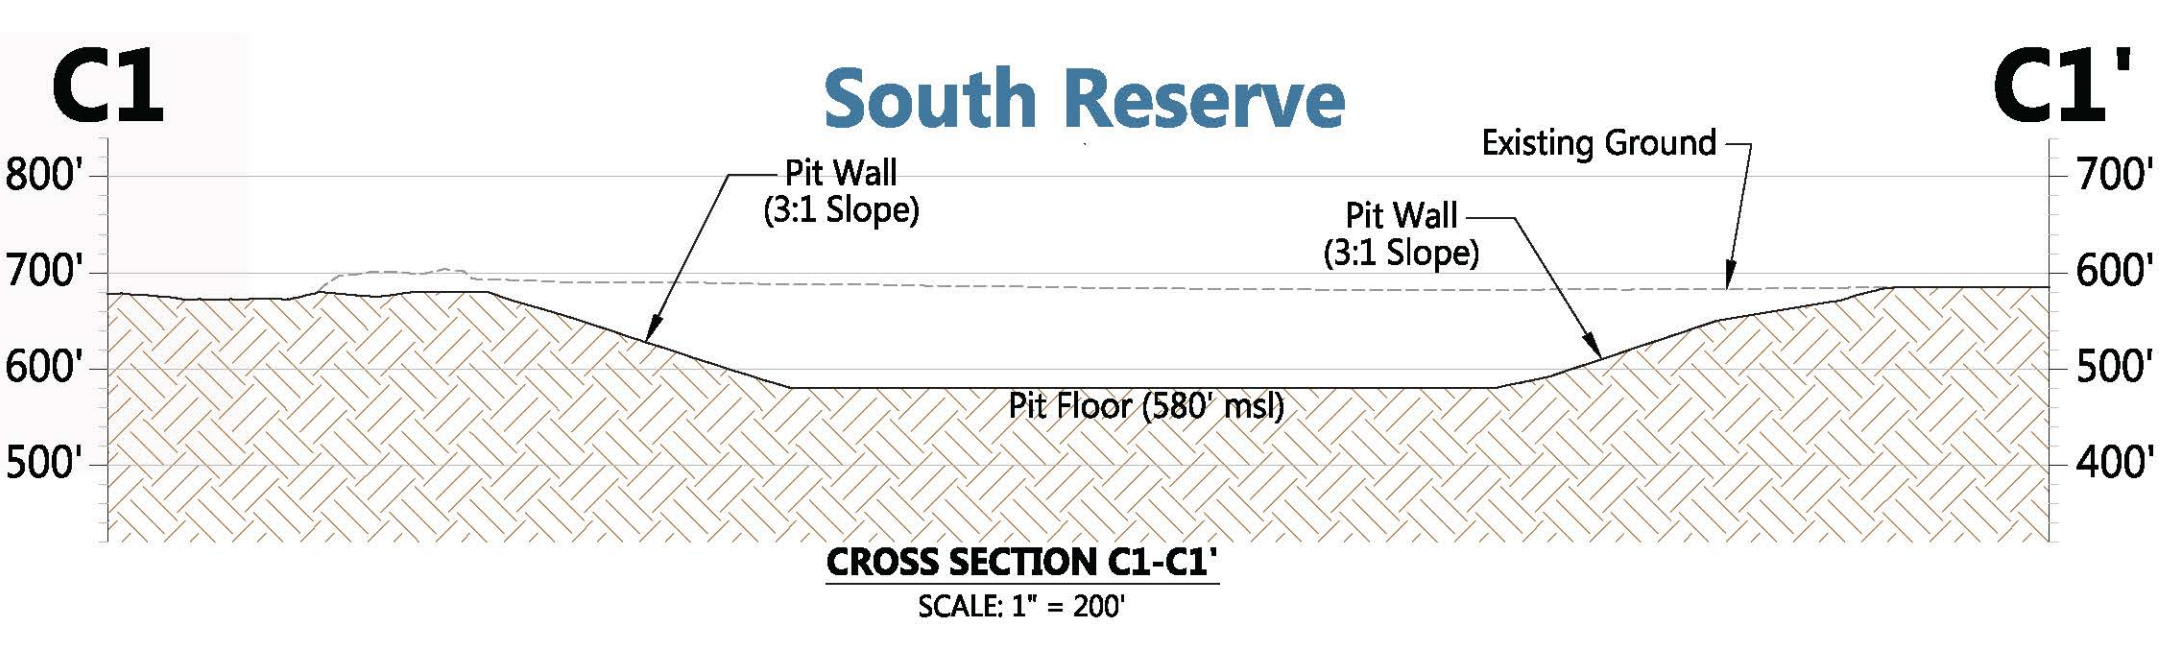 C1
South Reserve
C1'
Existing Ground
800'
Pit Wall
(3:1 Slope)
700'
Pit Wall
(3:1 Slope)
700'
600'
600'
500'
Pit Floor (580' msl)
500'
400'
CROSS SECTION C1-C1'
SCALE: 1" = 200'